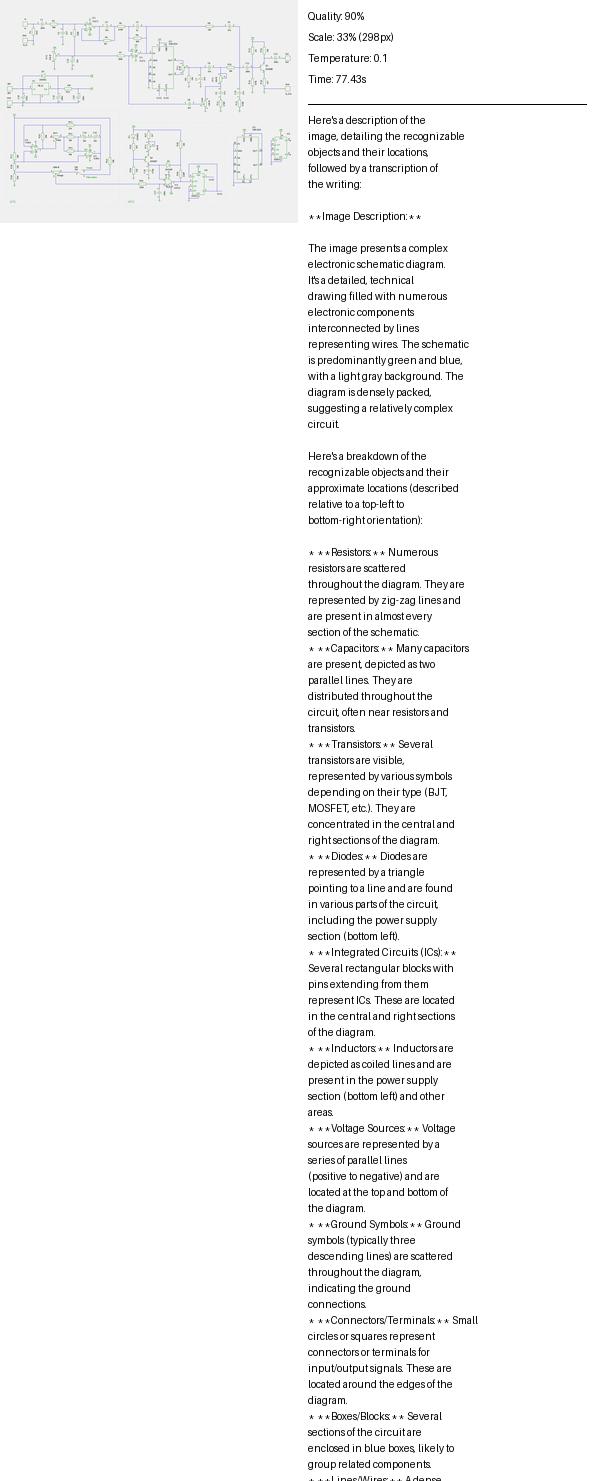 Quality: 90%
Scale: 33% (298px)
Temperature: 0.1
Time: 77.43s
Here's a description of the
image, detailing the recognizable
objects and their locations,
followed by a transcription of
the writing:
**Image Description:**
The image presents a complex
electronic schematic diagram.
It's a detailed, technical
drawing filled with numerous
electronic components
interconnected by lines
representing wires. The schematic
is predominantly green and blue,
with a light gray background. The
diagram is densely packed,
suggesting a relatively complex
circuit.
Here's a breakdown of the
recognizable objects and their
approximate locations (described
relative to a top-left to
bottom-right orientation):
* **Resistors:** Numerous
resistors are scattered
throughout the diagram. They are
represented by zig-zag lines and
are present in almost every
section of the schematic.
* **Capacitors:** Many capacitors
are present, depicted as two
parallel lines. They are
distributed throughout the
circuit, often near resistors and
transistors.
* **Transistors:** Several
transistors are visible,
represented by various symbols
depending on their type (BJT,
MOSFET, etc.). They are
concentrated in the central and
right sections of the diagram.
* **Diodes:** Diodes are
represented by a triangle
pointing to a line and are found
in various parts of the circuit,
including the power supply
section (bottom left).
* **Integrated Circuits (ICs):**
Several rectangular blocks with
pins extending from them
represent ICs. These are located
in the central and right sections
of the diagram.
* **Inductors:** Inductors are
depicted as coiled lines and are
present in the power supply
section (bottom left) and other
areas.
* **Voltage Sources:** Voltage
sources are represented by a
series of parallel lines
(positive to negative) and are
located at the top and bottom of
the diagram.
* **Ground Symbols:** Ground
symbols (typically three
descending lines) are scattered
throughout the diagram,
indicating the ground
connections.
* **Connectors/Terminals:** Small
circles or squares represent
connectors or terminals for
input/output signals. These are
located around the edges of the
diagram.
* **Boxes/Blocks:** Several
sections of the circuit are
enclosed in blue boxes, likely to
group related components.
* **Lines/Wires:** A dense